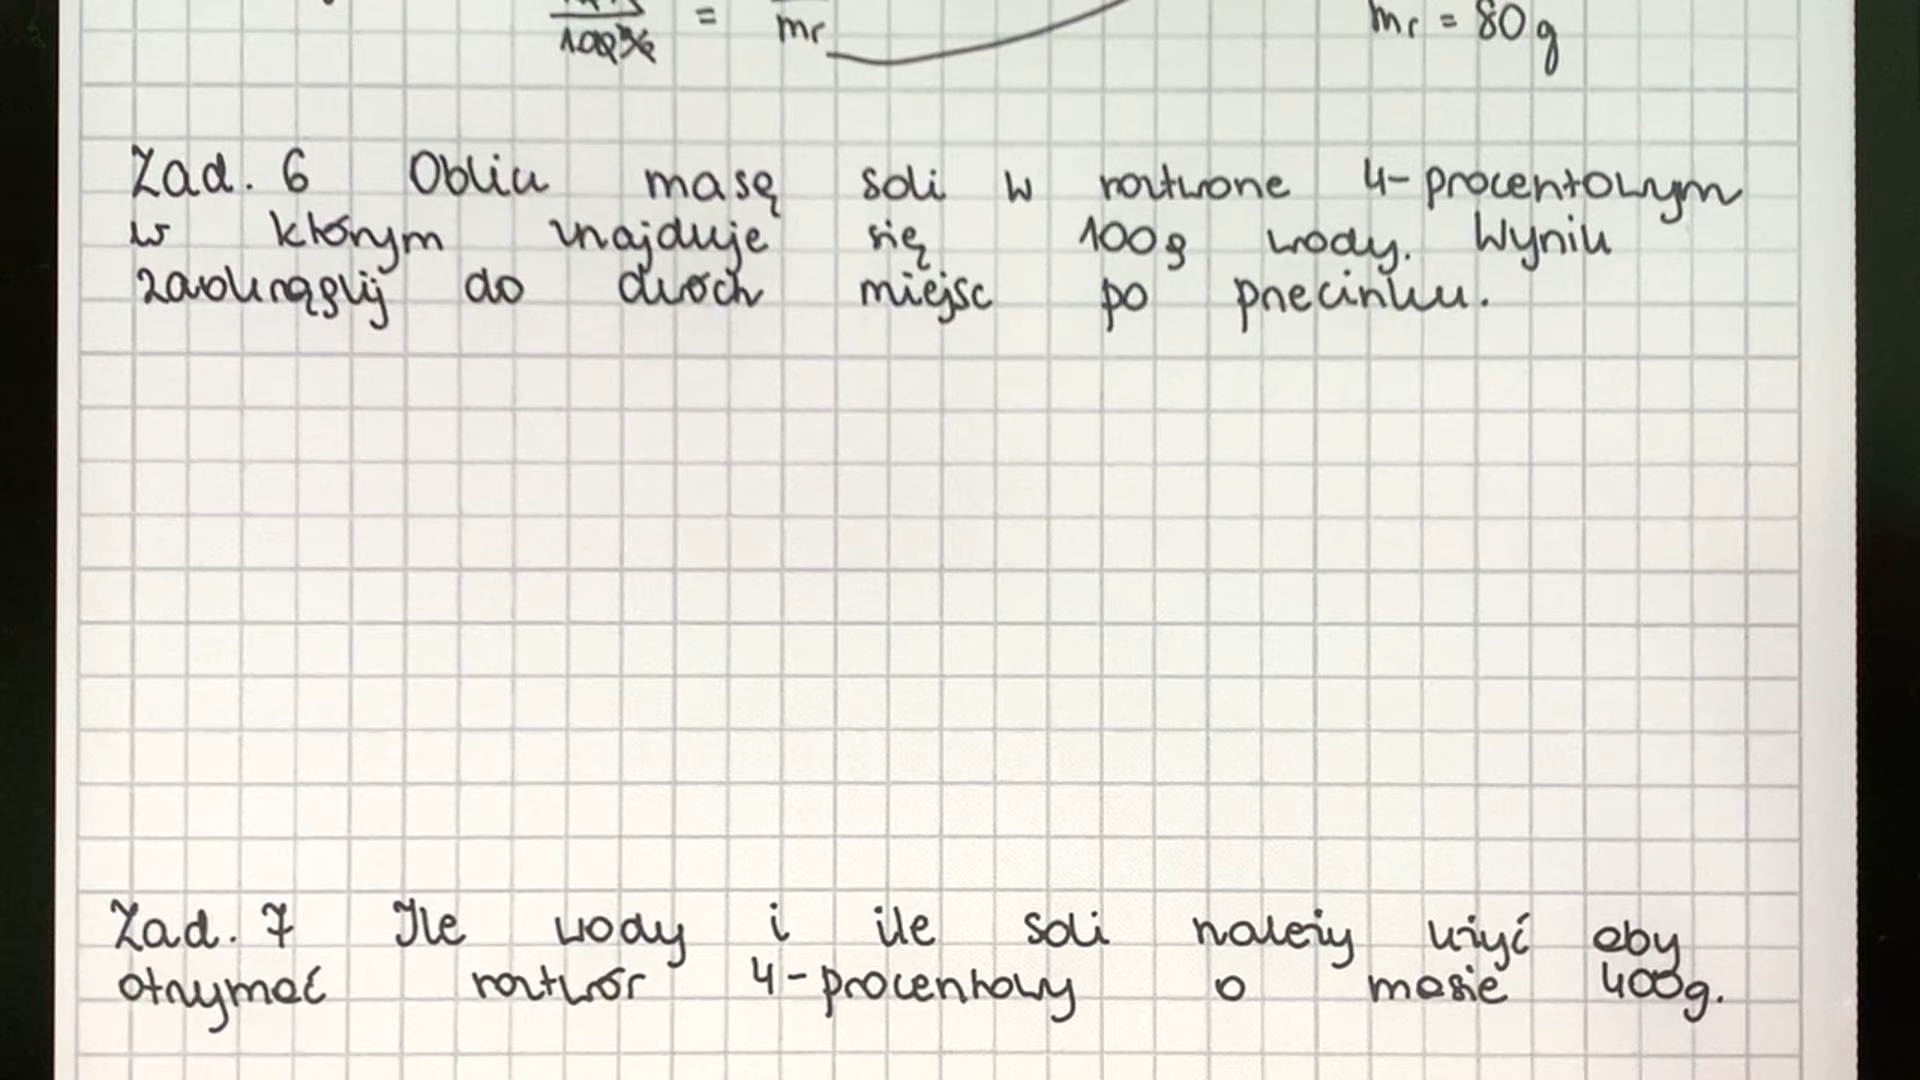 100% = mr mr = 80g
Zad. 6 Oblicz masę soli w roztworze 4-procentowym
w którym znajduje się 100g wody. Wynik
zaokrąglij do dwóch miejsc po przecinku.
Zad. 7 Ile wody i ile soli należy użyć aby
otrzymać roztwór 4-procentowy o masie 400g.